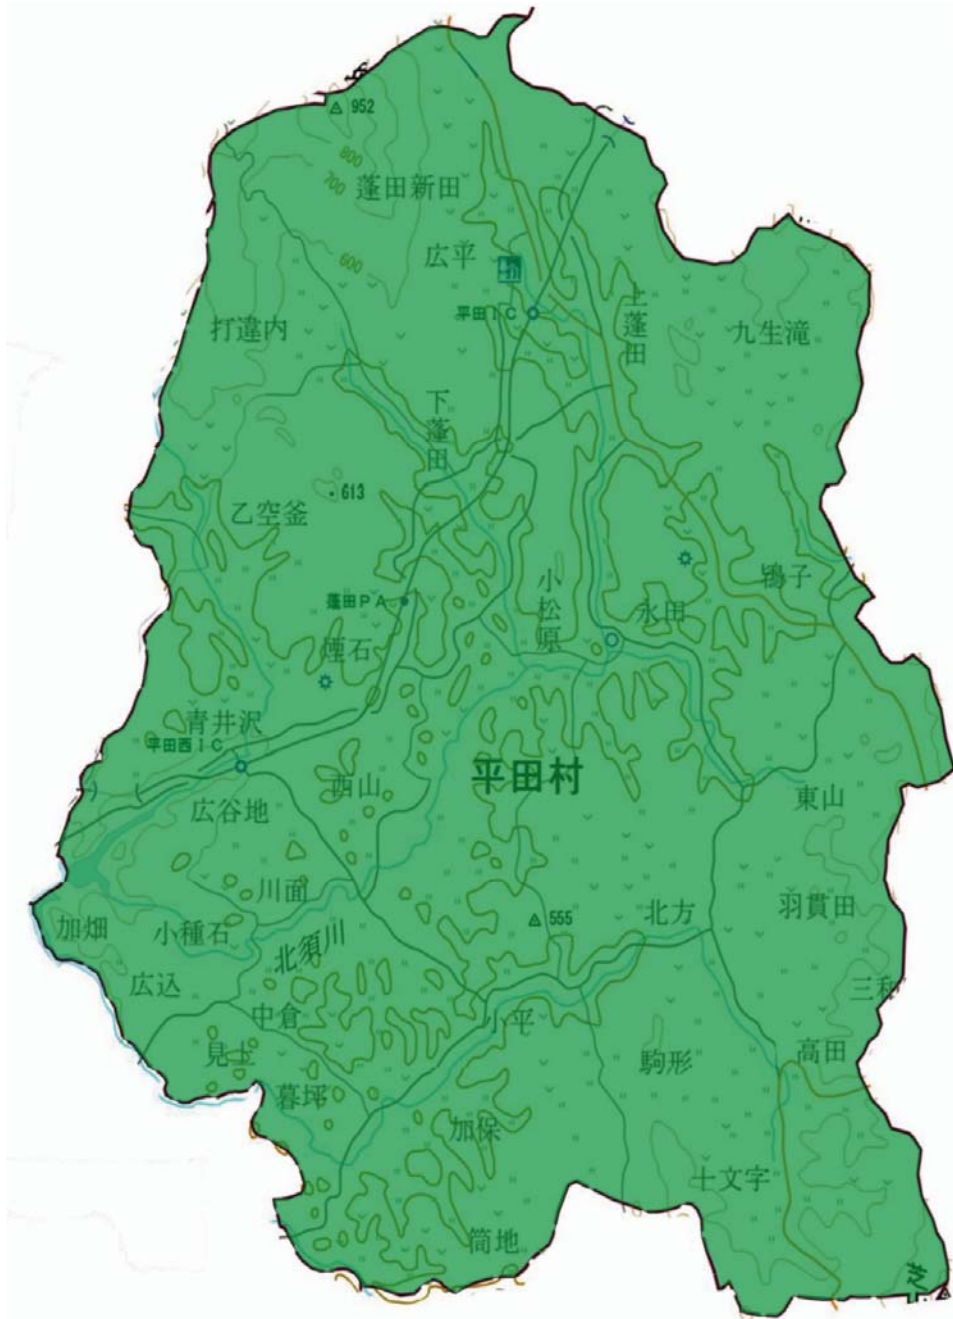 952
800
700
蓬田新田
600
広平
平田IC
上蓬田
九生滝
打違内
下蓬田
613
乙空釜
鴇子
小松原
永田
蓬田PA
煙石
青井沢
平田西IC
平田村
西山
東山
広谷地
川面
羽貫田
北方
555
加畑
小種石
北須川
三和
広込
中倉
小平
見上
高田
駒形
暮坪
加保
十文字
筒地